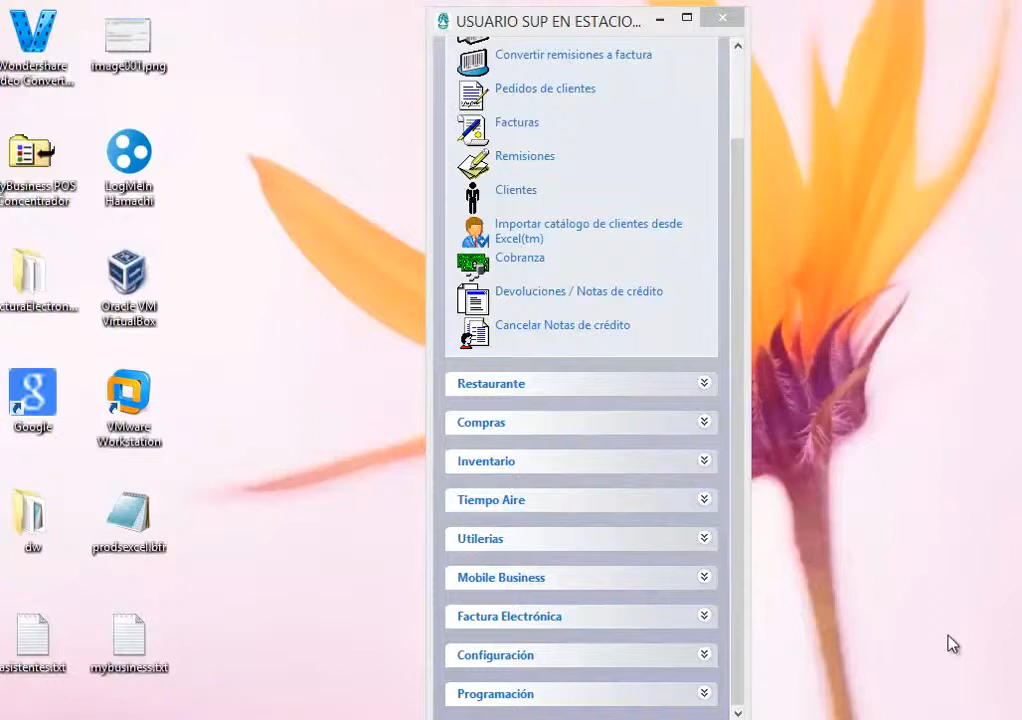 USUARIO SUP EN ESTACIO...
Wondershare
deo Convert...
image001.png
yBusiness POS
Concentrador
LogMeIn
Hamachi
cturaElectron...
Oracle VM
VirtualBox
Google
VMware
Workstation
dw
prodsexcel.bfr
asistentes.txt
mybusiness.txt
Convertir remisiones a factura
Pedidos de clientes
Facturas
Remisiones
Clientes
Importar catálogo de clientes desde
Excel(tm)
Cobranza
Devoluciones / Notas de crédito
Cancelar Notas de crédito
Restaurante
Compras
Inventario
Tiempo Aire
Utilerias
Mobile Business
Factura Electrónica
Configuración
Programación